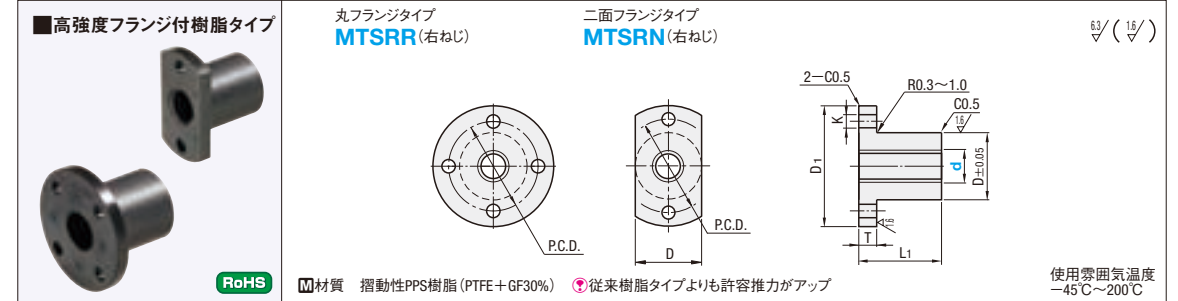 ■高強度フランジ付樹脂タイプ
丸フランジタイプ
MTSRR(右ねじ)
二面フランジタイプ
MTSRN(右ねじ)
6.3 ( 1.6 )
2−C0.5
R0.3〜1.0
C0.5
1.6
K
D1
d
D±0.05
1.6
T
L1
P.C.D.
D
P.C.D.
RoHS
M材質 摺動性PPS樹脂(PTFE+GF30%) 従来樹脂タイプよりも許容推力がアップ
使用雰囲気温度
−45℃〜200℃